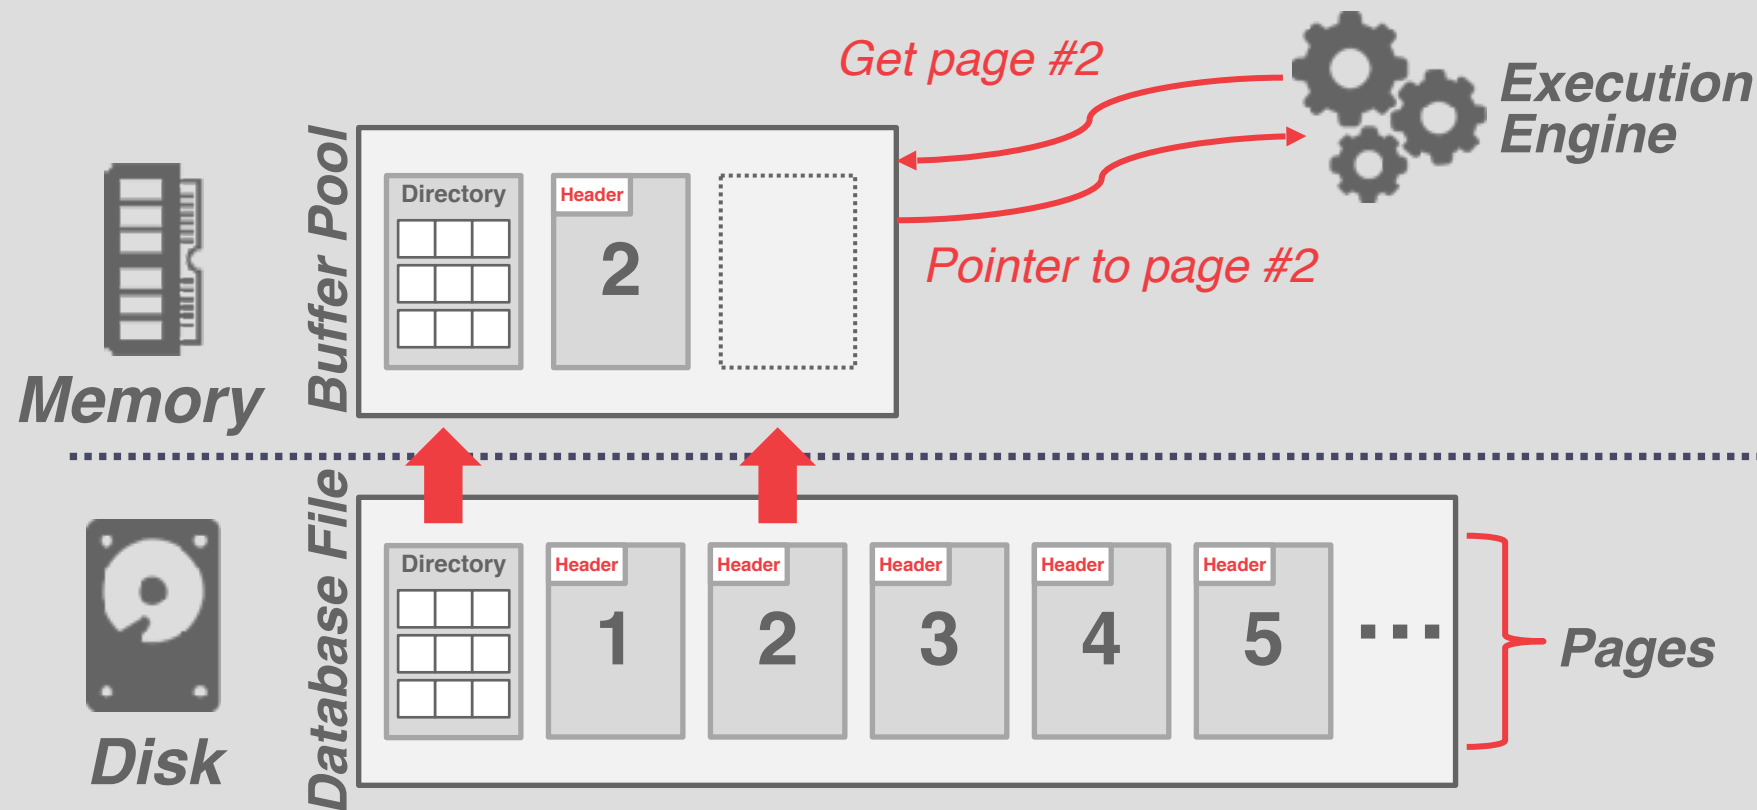 Get page #2
Execution
Engine
Buffer Pool
Directory
Header
2
Pointer to page #2
Memory
Database File
Directory
Header
1
Header
2
Header
3
Header
4
Header
5
...
Pages
Disk